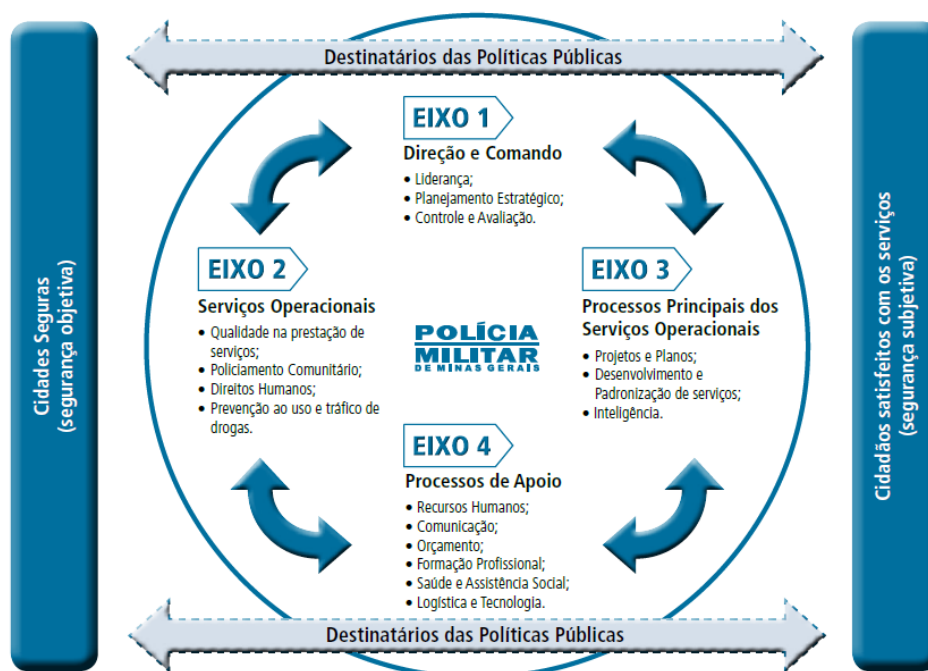 Destinatários das Políticas Públicas
Cidades Seguras
(segurança objetiva)
EIXO 1
Direção e Comando
• Liderança;
• Planejamento Estratégico;
• Controle e Avaliação.
EIXO 2
Serviços Operacionais
• Qualidade na prestação de
serviços;
• Policiamento Comunitário;
• Direitos Humanos;
• Prevenção ao uso e tráfico de
drogas.
POLÍCIA
MILITAR
DE MINAS GERAIS
EIXO 3
Processos Principais dos
Serviços Operacionais
• Projetos e Planos;
• Desenvolvimento e
Padronização de serviços;
• Inteligência.
EIXO 4
Processos de Apoio
• Recursos Humanos;
• Comunicação;
• Orçamento;
• Formação Profissional;
• Saúde e Assistência Social;
• Logística e Tecnologia.
Cidadãos satisfeitos com os serviços
(segurança subjetiva)
Destinatários das Políticas Públicas